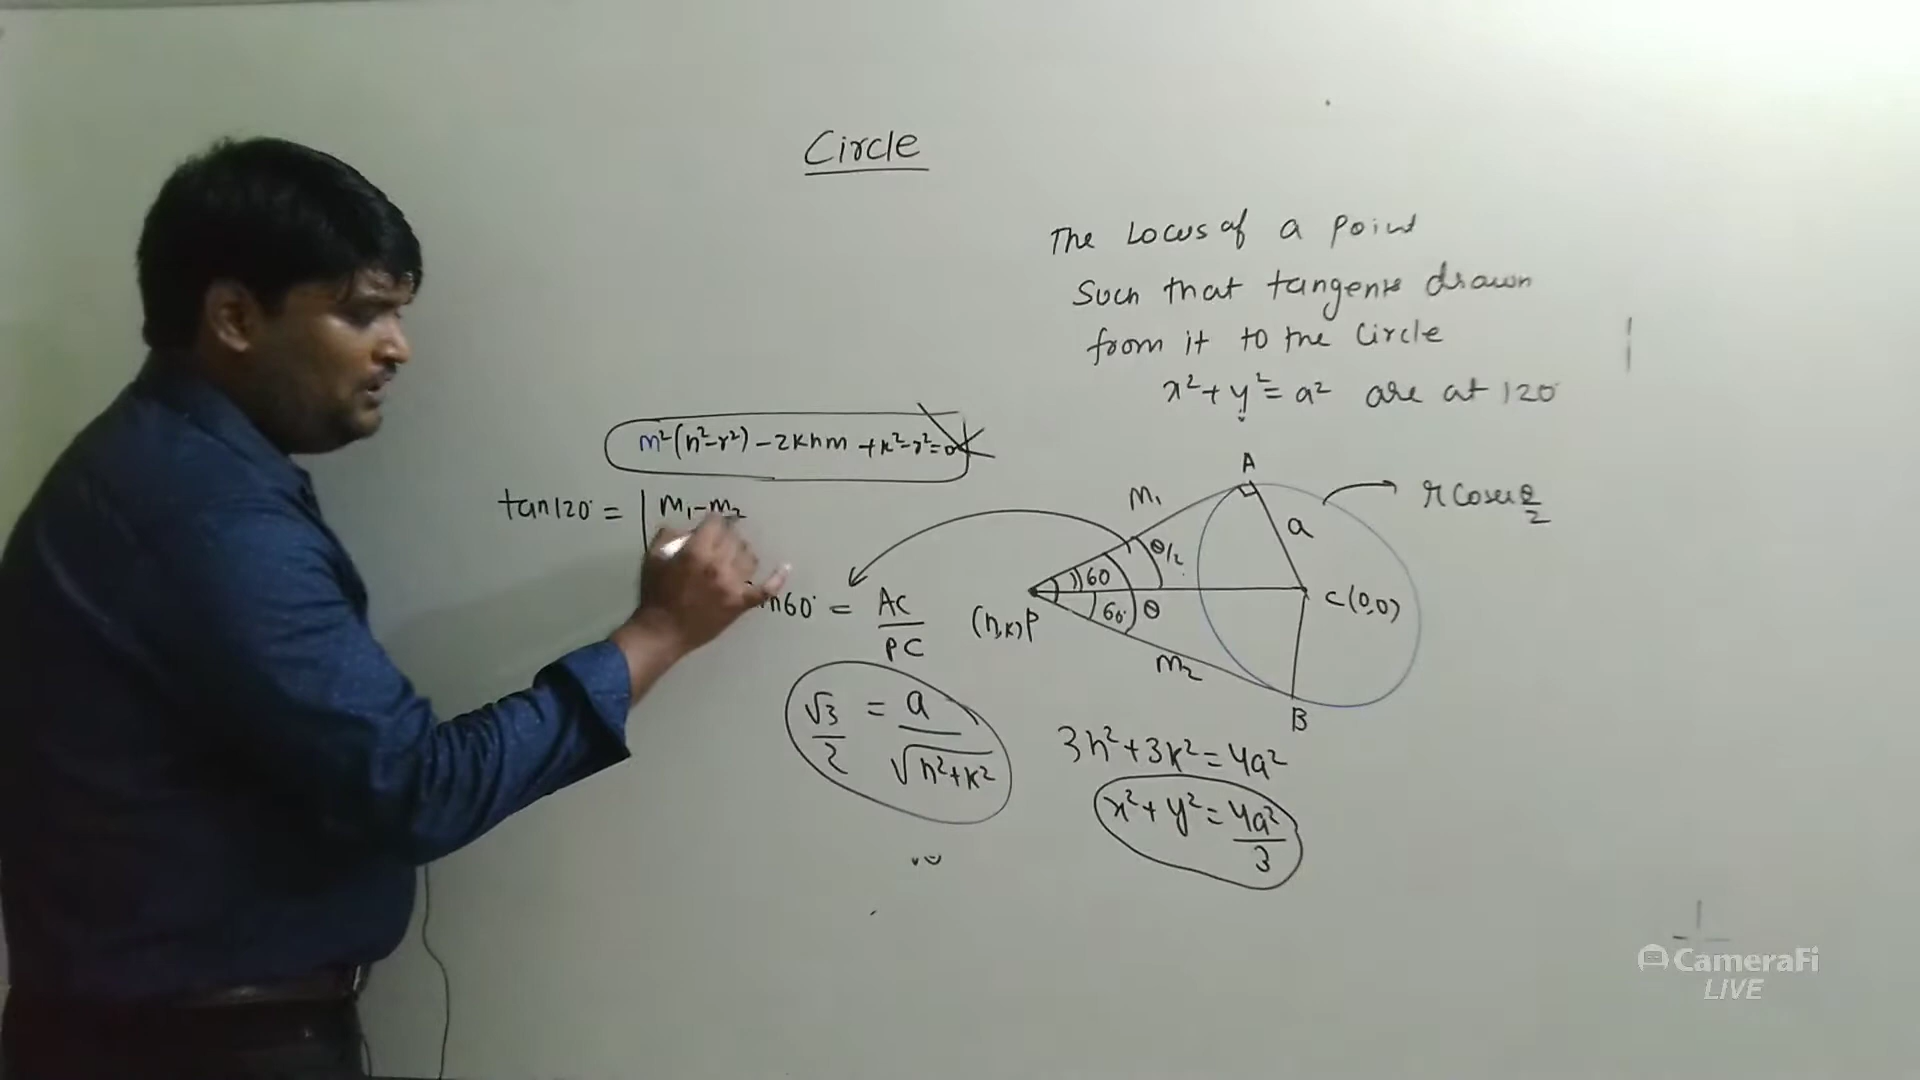 Circle
The Locus of a point
Such that tangents drawn
from it to the Circle
x²+y²=a² are at 120°
m²(h²-r²)-2khm+k²-r²=0
tan120° = | m₁-m₂
60° = AC/PC
√3/2 = a/√h²+k²
A
m₁
a
r cosec θ/2
θ/2
60
60°
θ
C(0,0)
(h,k)P
m₂
B
3h²+3k²=4a²
x²+y²=4a²/3
CameraFi
LIVE